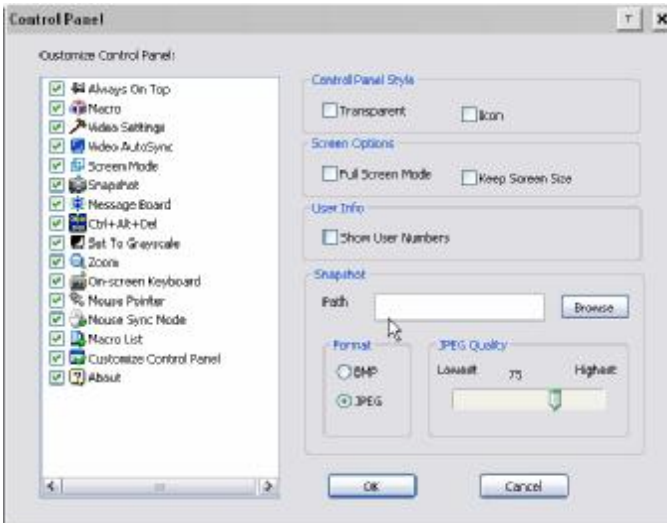 Control Panel
Customize Control Panel:
Always On Top
Macro
Video Settings
Video AutoSync
Screen Mode
Snapshot
Message Board
Ctrl+Alt+Del
Set To Grayscale
Zoom
On-screen Keyboard
Mouse Pointer
Mouse Sync Mode
Macro List
Customize Control Panel
About
Control Panel Style
Transparent
Icon
Screen Options
Full Screen Mode
Keep Screen Size
User Info
Show User Numbers
Snapshot
Path
Browse
Format
BMP
JPEG
JPEG Quality
Lowest 75 Highest
OK
Cancel